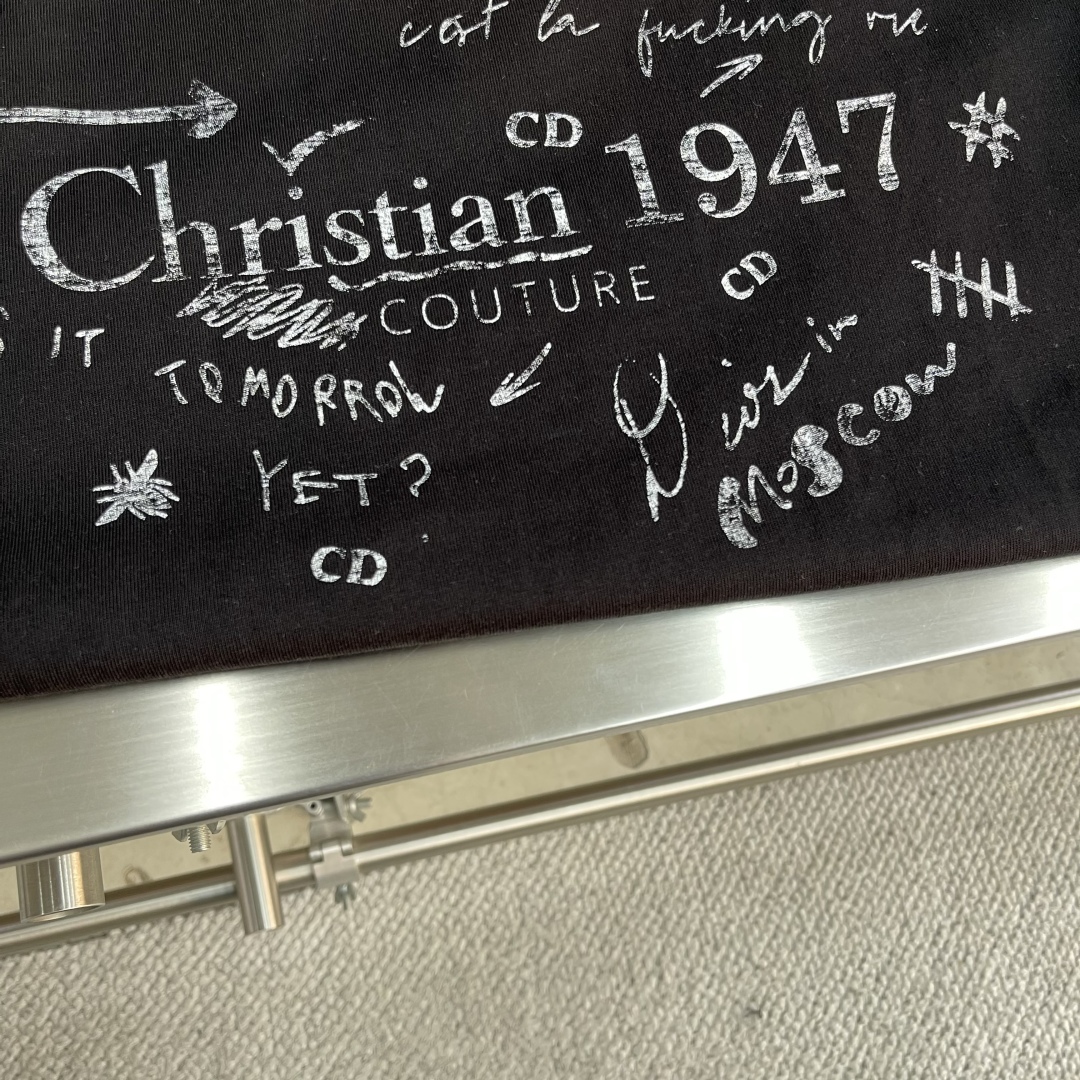 c'est la fucking vie
CD
Christian 1947
COUTURE
CD
IT
TOMORROW
YET?
Dior in
Moscow
CD